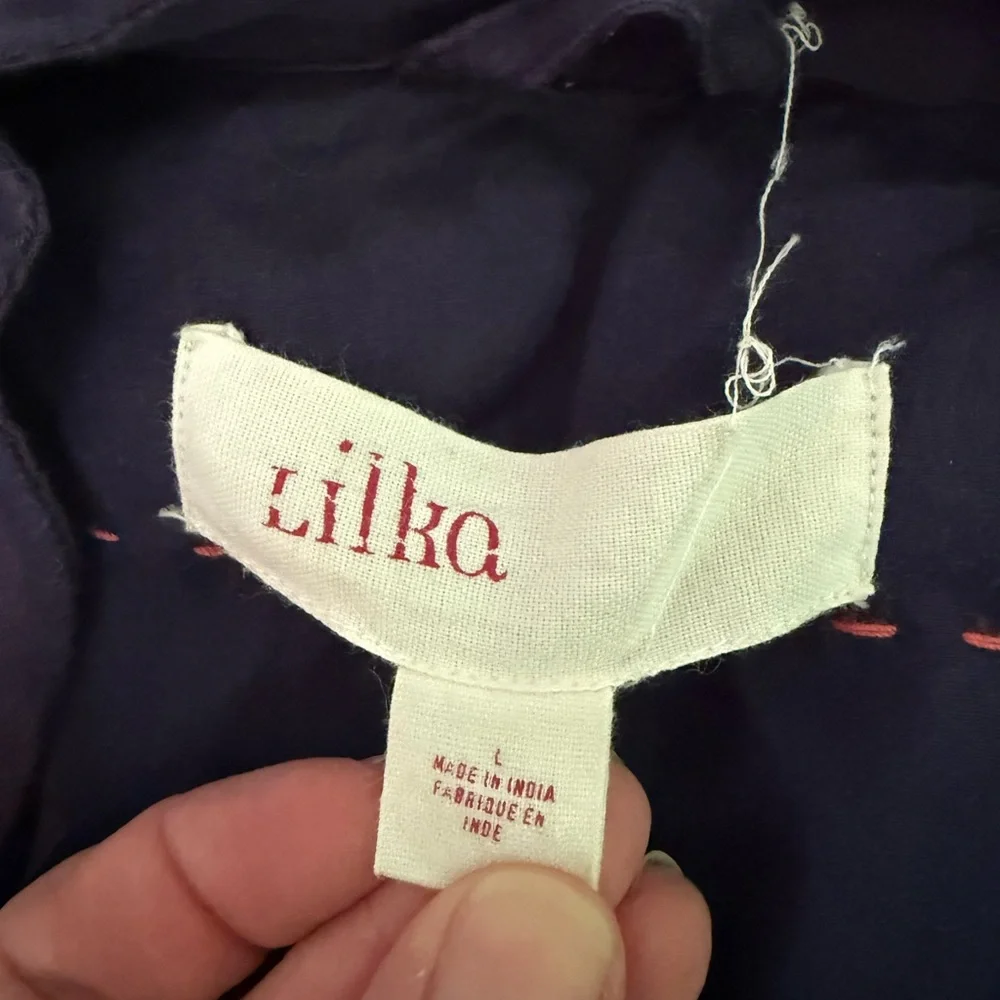 Lilka
L
MADE IN INDIA
FABRIQUE EN
INDE